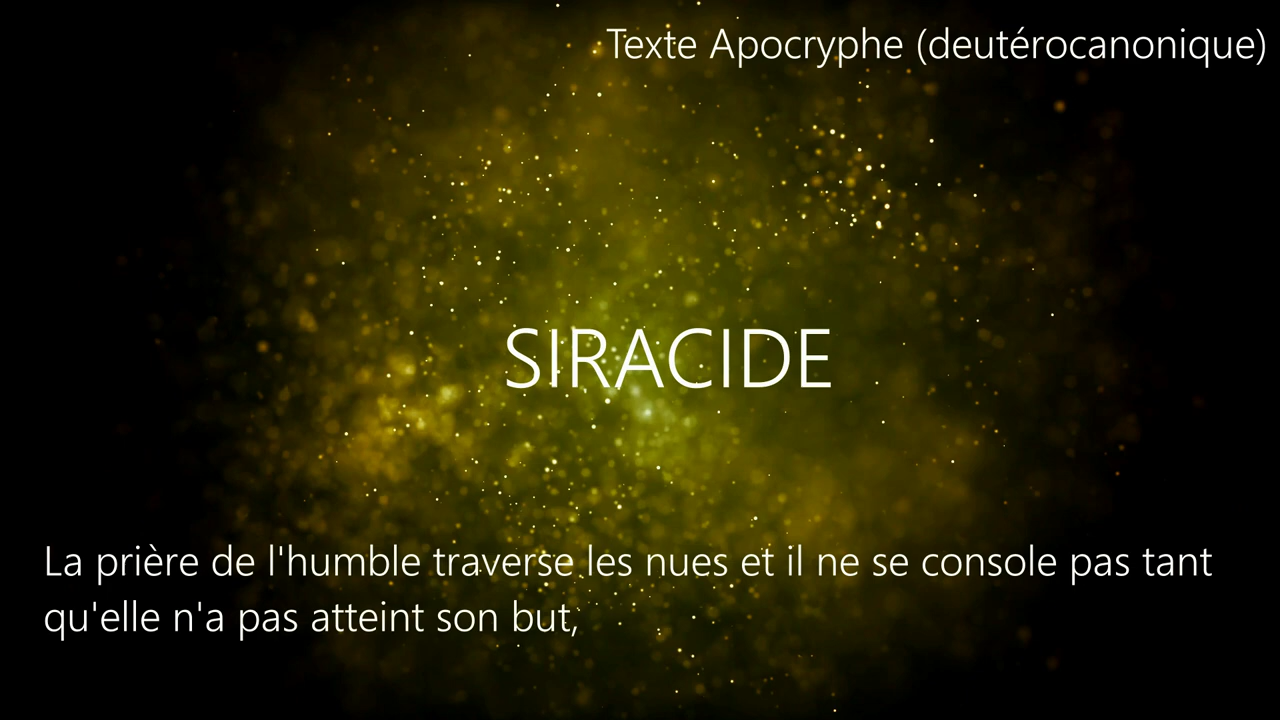 Texte Apocryphe (deutérocanonique)
SIRACIDE
La prière de l'humble traverse les nues et il ne se console pas tant
qu'elle n'a pas atteint son but,